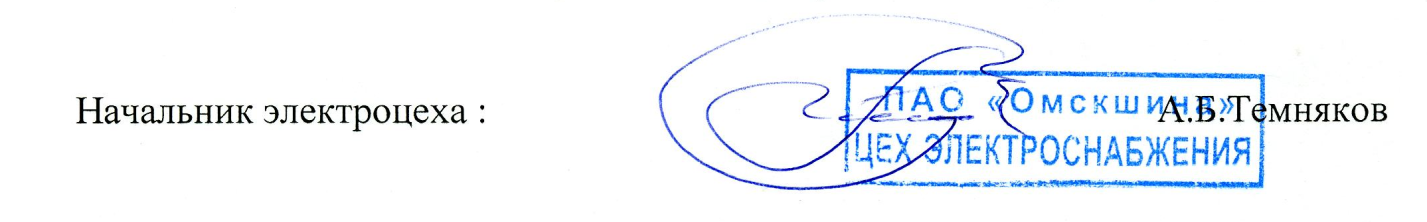 Начальник электроцеха :
ПАО «Омскшина»
А.Б.Темняков
ЦЕХ ЭЛЕКТРОСНАБЖЕНИЯ